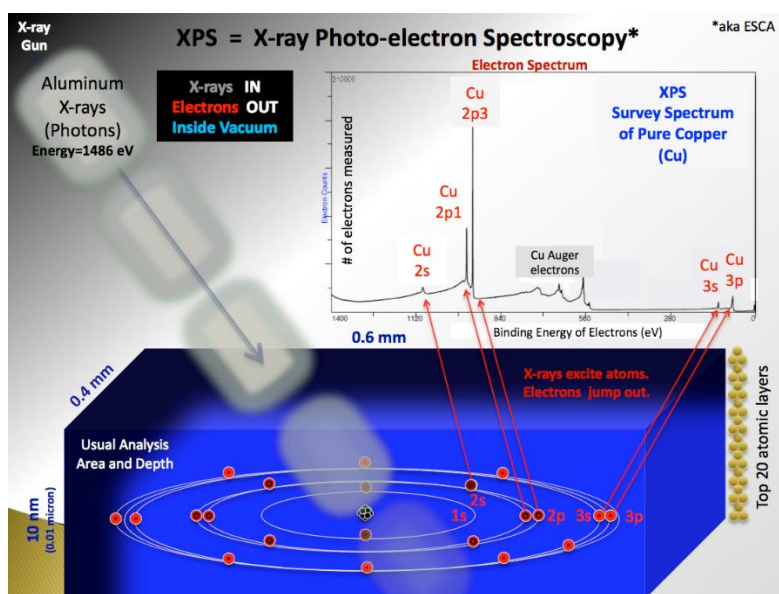 X-ray
Gun
XPS = X-ray Photo-electron Spectroscopy*
*aka ESCA
Aluminum
X-rays
(Photons)
Energy=1486 eV
X-rays IN
Electrons OUT
Inside Vacuum
Electron Spectrum
Cu
2p3
XPS
Survey Spectrum
of Pure Copper
(Cu)
# of electrons measured
Electron Counts
Cu
2p1
Cu
2s
Cu Auger
electrons
Cu
3s
Cu
3p
1400
1120
840
560
280
0
Binding Energy of Electrons (eV)
0.6 mm
0.4 mm
X-rays excite atoms.
Electrons jump out.
Usual Analysis
Area and Depth
10 nm
(0.01 micron)
Top 20 atomic layers
2s
1s
2p
3s
3p